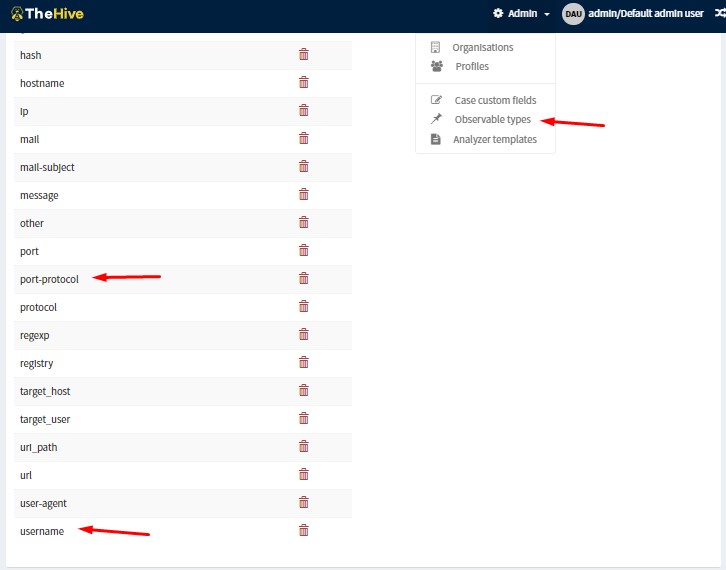 TheHive
Admin
DAU
admin/Default admin user
hash
hostname
ip
mail
mail-subject
message
other
port
port-protocol
protocol
regexp
registry
target_host
target_user
uri_path
url
user-agent
username
Organisations
Profiles
Case custom fields
Observable types
Analyzer templates